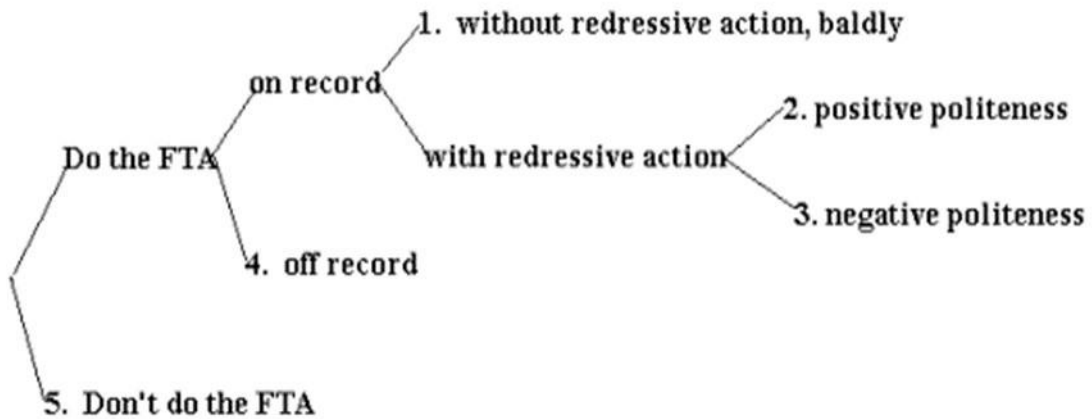 1. without redressive action, baldly
on record
2. positive politeness
Do the FTA
with redressive action
3. negative politeness
4. off record
5. Don't do the FTA